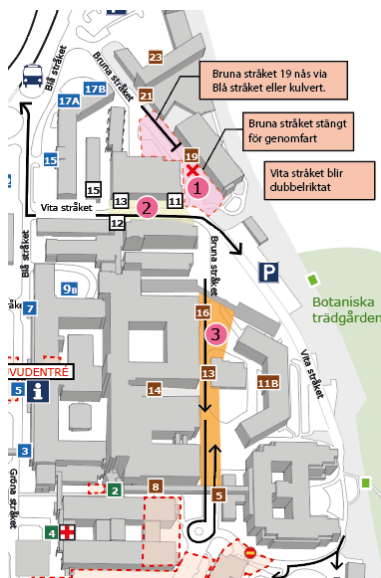 P
Blå stråket
Bruna stråket
23
Bruna stråket 19 nås via
Blå stråket eller kulvert.
17B
17A
21
Bruna stråket stängt
för genomfart
15
19
1
Vita stråket blir
dubbelriktat
15
13
11
Vita stråket
2
12
Blå stråket
Bruna stråket
P
9B
7
16
Botaniska
trädgården
3
Vita stråket
VUDENTRÉ
13
5
i
14
11B
3
Gröna stråket
8
2
5
4